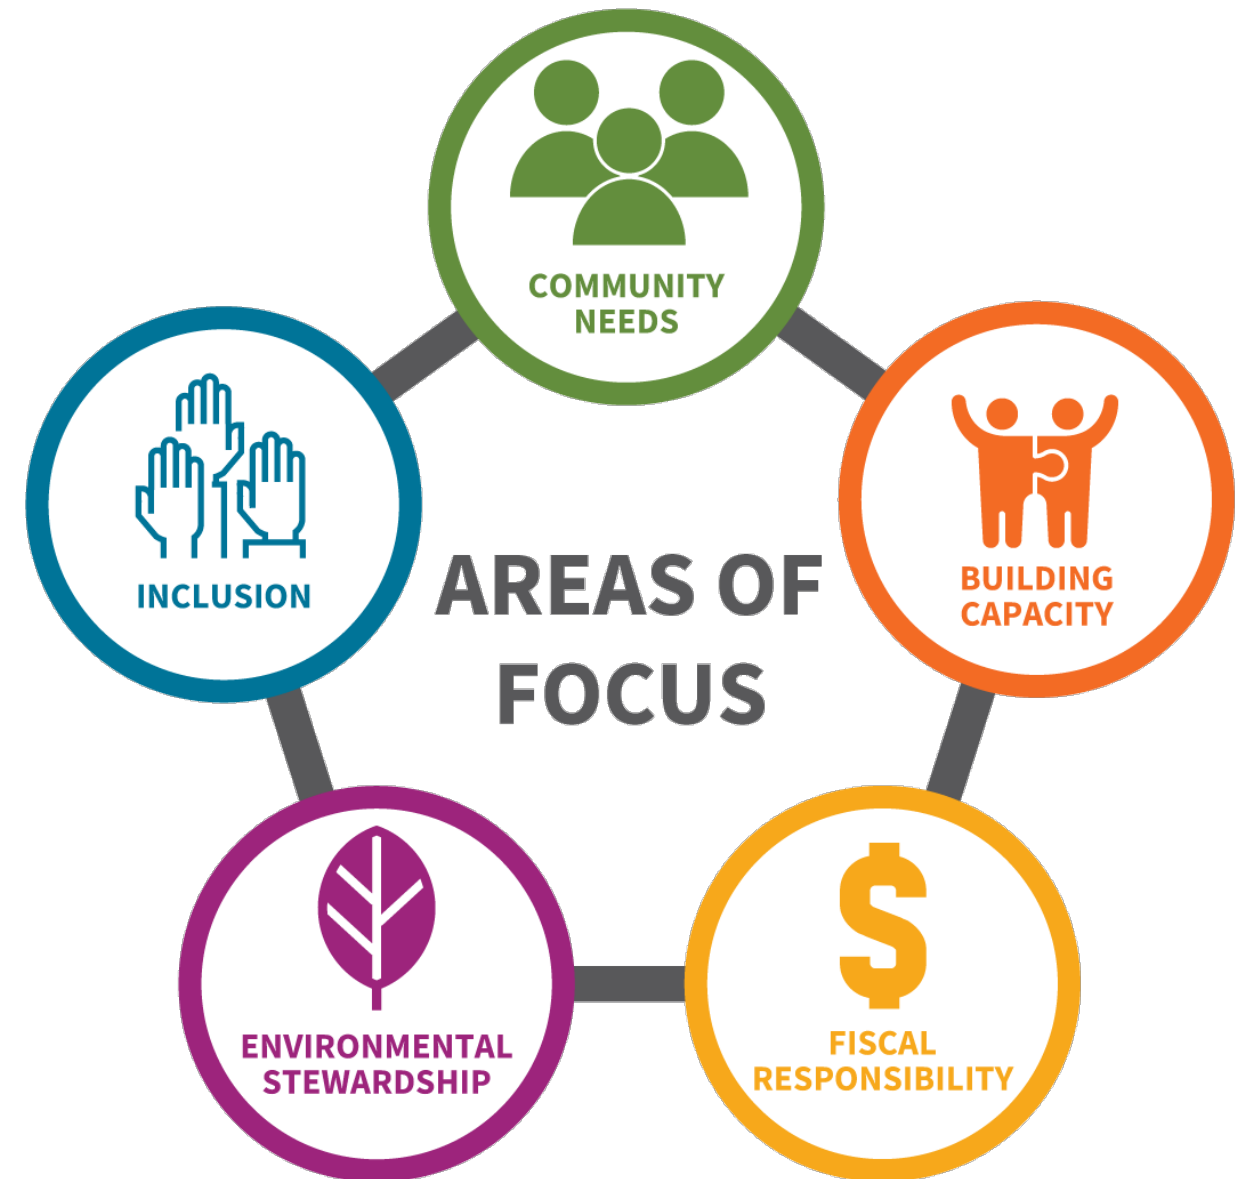 COMMUNITY
NEEDS
INCLUSION
BUILDING
CAPACITY
AREAS OF
FOCUS
ENVIRONMENTAL
STEWARDSHIP
$
FISCAL
RESPONSIBILITY